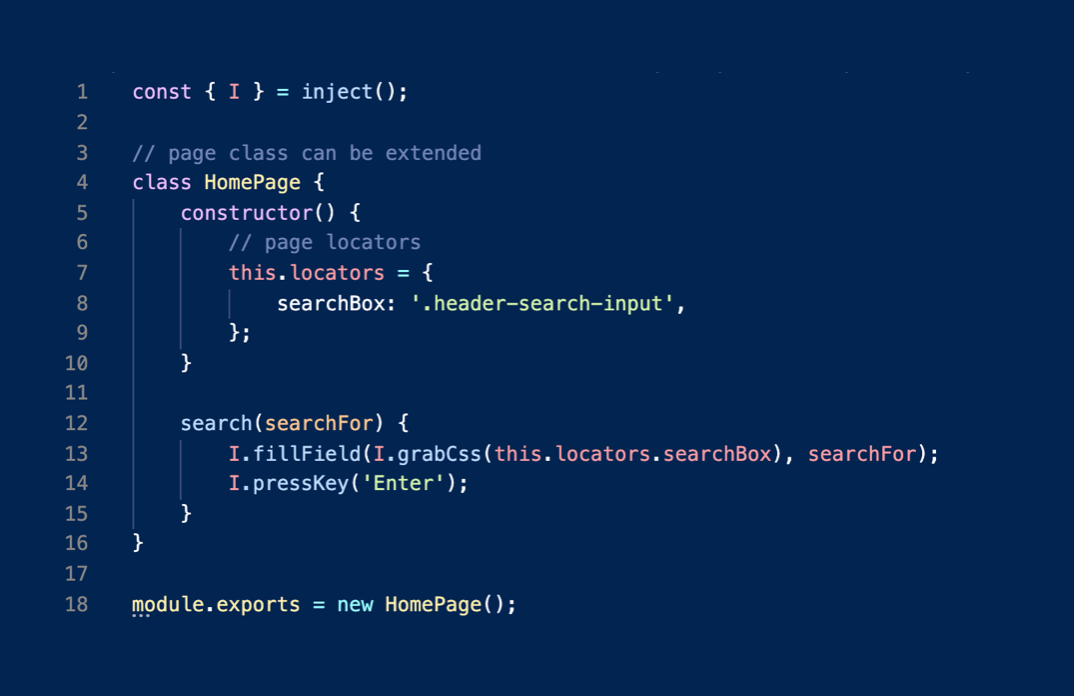 1 const { I } = inject();
2
3 // page class can be extended
4 class HomePage {
5     constructor() {
6         // page locators
7         this.locators = {
8             searchBox: '.header-search-input',
9         };
10     }
11
12     search(searchFor) {
13         I.fillField(I.grabCss(this.locators.searchBox), searchFor);
14         I.pressKey('Enter');
15     }
16 }
17
18 module.exports = new HomePage();